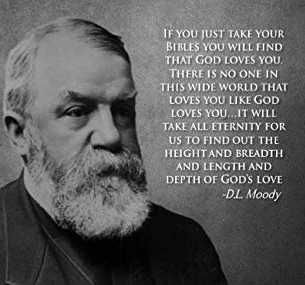 If you just take your
Bibles you will find
that God loves you.
There is no one in
this wide world that
loves you like God
loves you...it will
take all eternity for
us to find out the
height and breadth
and length and
depth of God's love
-D.L. Moody